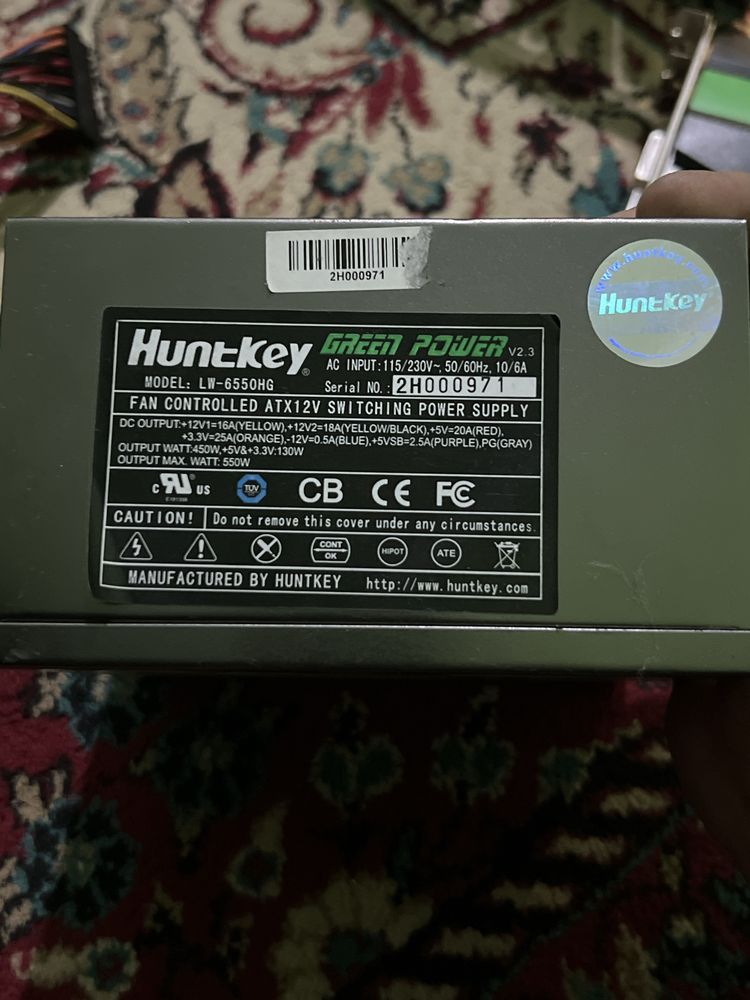 2H000971
www.huntkey.com
Huntkey
Huntkey® GREEN POWER V2.3
AC INPUT:115/230V~, 50/60Hz, 10/6A
MODEL: LW-6550HG Serial NO.: 2H000971
FAN CONTROLLED ATX12V SWITCHING POWER SUPPLY
DC OUTPUT:+12V1=16A(YELLOW),+12V2=18A(YELLOW/BLACK),+5V=20A(RED),
+3.3V=25A(ORANGE),-12V=0.5A(BLUE),+5VSB=2.5A(PURPLE),PG(GRAY)
OUTPUT WATT:450W,+5V&+3.3V:130W
OUTPUT MAX. WATT: 550W
c RU US TÜV CB CE FC
CAUTION! Do not remove this cover under any circumstances.
CONT OK HIPOT ATE
MANUFACTURED BY HUNTKEY http://www.huntkey.com